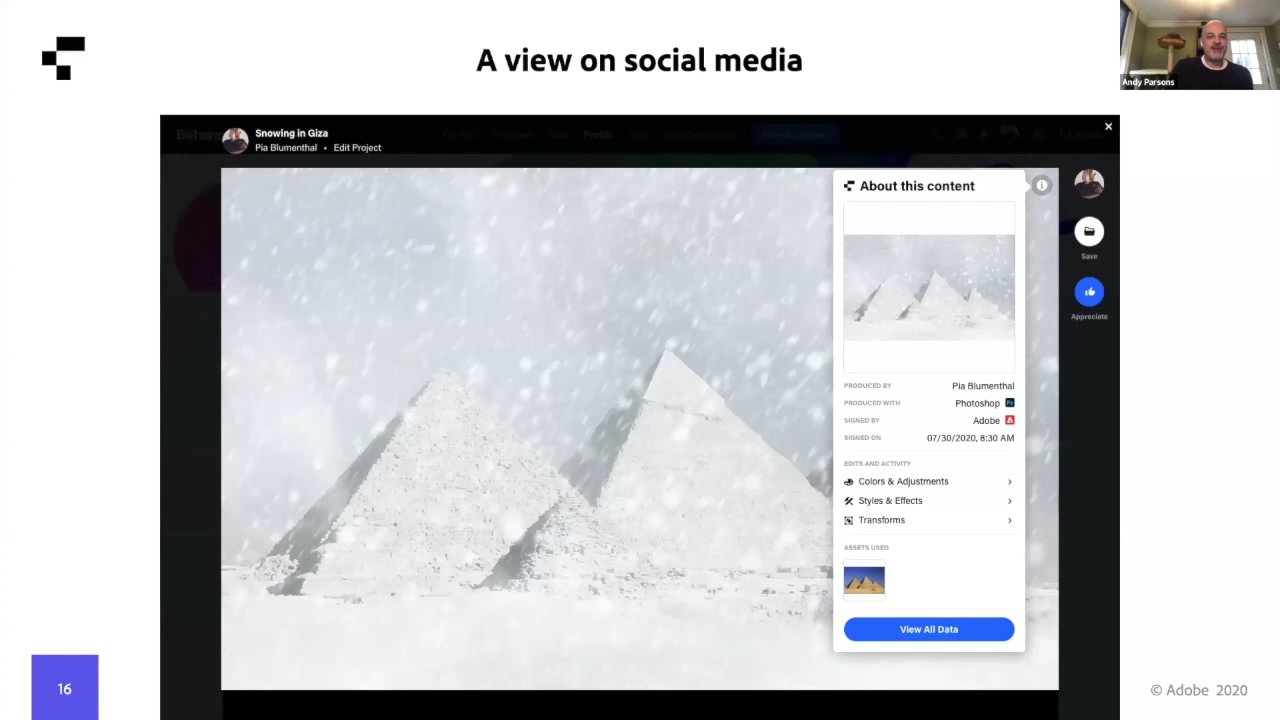 A view on social media
Andy Parsons
Snowing in Giza
Pia Blumenthal • Edit Project
About this content
PRODUCED BY Pia Blumenthal
PRODUCED WITH Photoshop Ps
SIGNED BY Adobe
SIGNED ON 07/30/2020, 8:30 AM
EDITS AND ACTIVITY
Colors & Adjustments
Styles & Effects
Transforms
ASSETS USED
View All Data
Save
Appreciate
16
© Adobe 2020